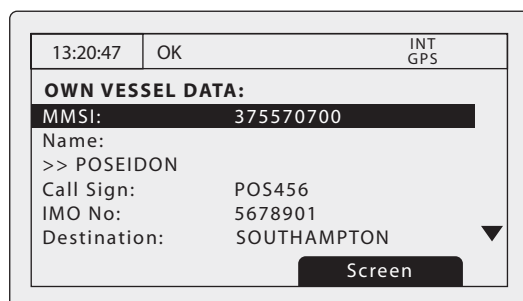 13:20:47 OK INT
GPS
OWN VESSEL DATA:
MMSI: 375570700
Name:
>> POSEIDON
Call Sign: POS456
IMO No: 5678901
Destination: SOUTHAMPTON
Screen